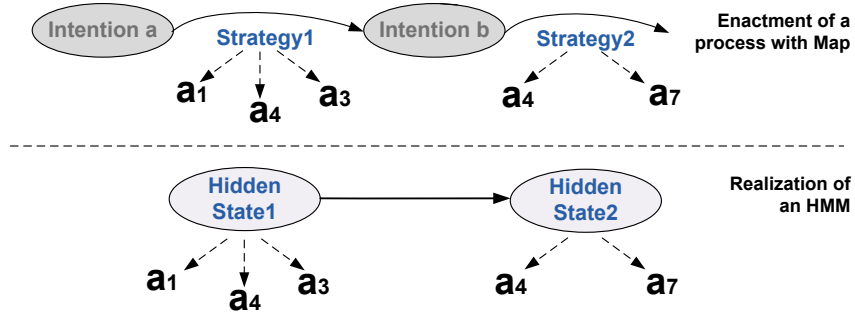 Intention a
Strategy1
Intention b
Strategy2
Enactment of a
process with Map
a1
a4
a3
a4
a7
Hidden
State1
Hidden
State2
Realization of
an HMM
a1
a4
a3
a4
a7